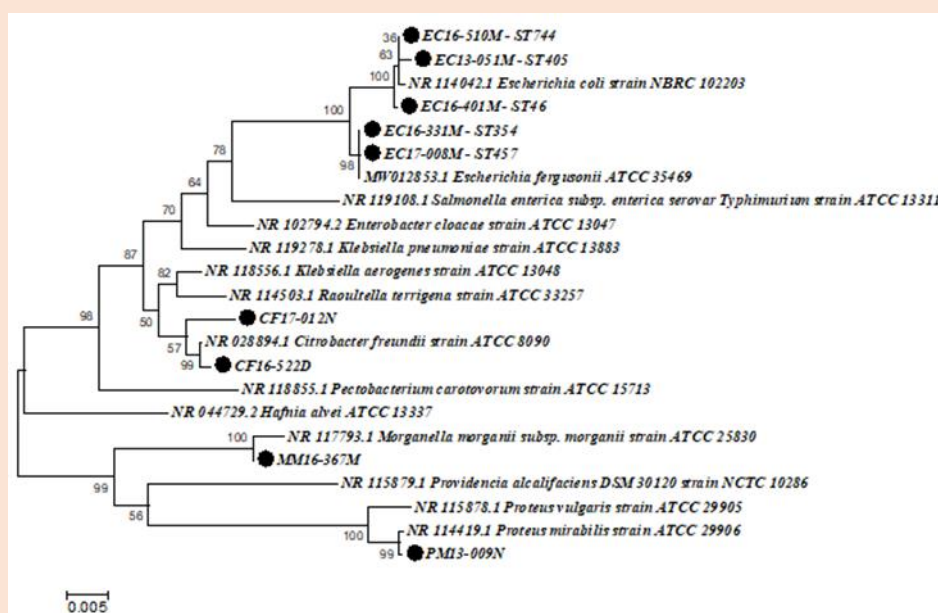 36
EC16-510M - ST744
63
EC13-051M - ST405
100
NR 114042.1 Escherichia coli strain NBRC 102203
EC16-401M - ST46
100
EC16-331M - ST354
EC17-008M - ST457
98
MW012853.1 Escherichia fergusonii ATCC 35469
78
NR 119108.1 Salmonella enterica subsp. enterica serovar Typhimurium strain ATCC 13311
64
NR 102794.2 Enterobacter cloacae strain ATCC 13047
70
NR 119278.1 Klebsiella pneumoniae strain ATCC 13883
87
NR 118556.1 Klebsiella aerogenes strain ATCC 13048
82
NR 114503.1 Raoultella terrigena strain ATCC 33257
50
CF17-012N
98
NR 028894.1 Citrobacter freundii strain ATCC 8090
57
99
CF16-522D
NR 118855.1 Pectobacterium carotovorum strain ATCC 15713
NR 044729.2 Hafnia alvei ATCC 13337
100
NR 117793.1 Morganella morganii subsp. morganii strain ATCC 25830
MM16-367M
99
NR 115879.1 Providencia alcalifaciens DSM 30120 strain NCTC 10286
56
NR 115878.1 Proteus vulgaris strain ATCC 29905
100
NR 114419.1 Proteus mirabilis strain ATCC 29906
99
PM13-009N
0.005